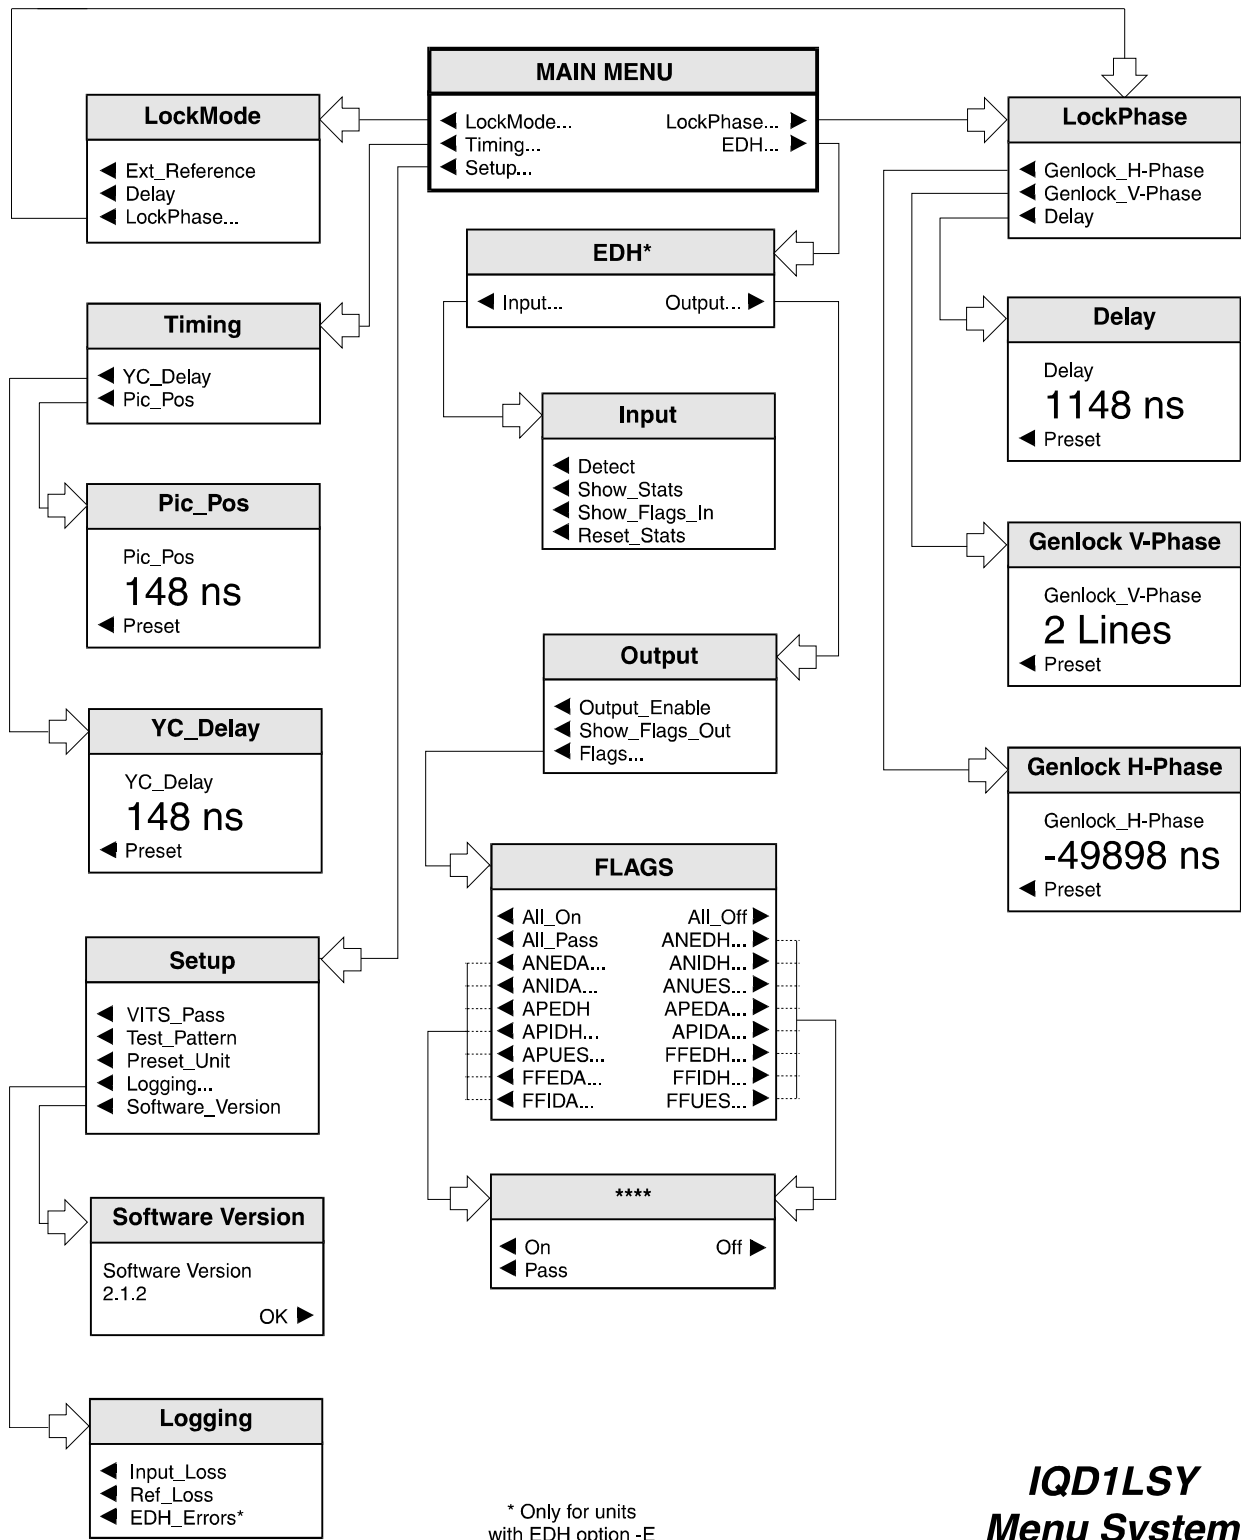 MAIN MENU
LockMode... LockPhase...
Timing... EDH...
Setup...
LockMode
Ext_Reference
Delay
LockPhase...
LockPhase
Genlock_H-Phase
Genlock_V-Phase
Delay
EDH*
Input... Output...
Timing
YC_Delay
Pic_Pos
Delay
Delay
1148 ns
Preset
Input
Detect
Show_Stats
Show_Flags_In
Reset_Stats
Pic_Pos
Pic_Pos
148 ns
Preset
Genlock V-Phase
Genlock_V-Phase
2 Lines
Preset
Output
Output_Enable
Show_Flags_Out
Flags...
YC_Delay
YC_Delay
148 ns
Preset
Genlock H-Phase
Genlock_H-Phase
-49898 ns
Preset
FLAGS
All_On All_Off
All_Pass ANEDH...
ANEDA... ANIDH...
ANIDA... ANUES...
APEDH APEDA...
APIDH... APIDA...
APUES... FFEDH...
FFEDA... FFIDH...
FFIDA... FFUES...
Setup
VITS_Pass
Test_Pattern
Preset_Unit
Logging...
Software_Version
****
On Off
Pass
Software Version
Software Version
2.1.2
OK
Logging
Input_Loss
Ref_Loss
EDH_Errors*
* Only for units
with EDH option -E
IQD1LSY
Menu System